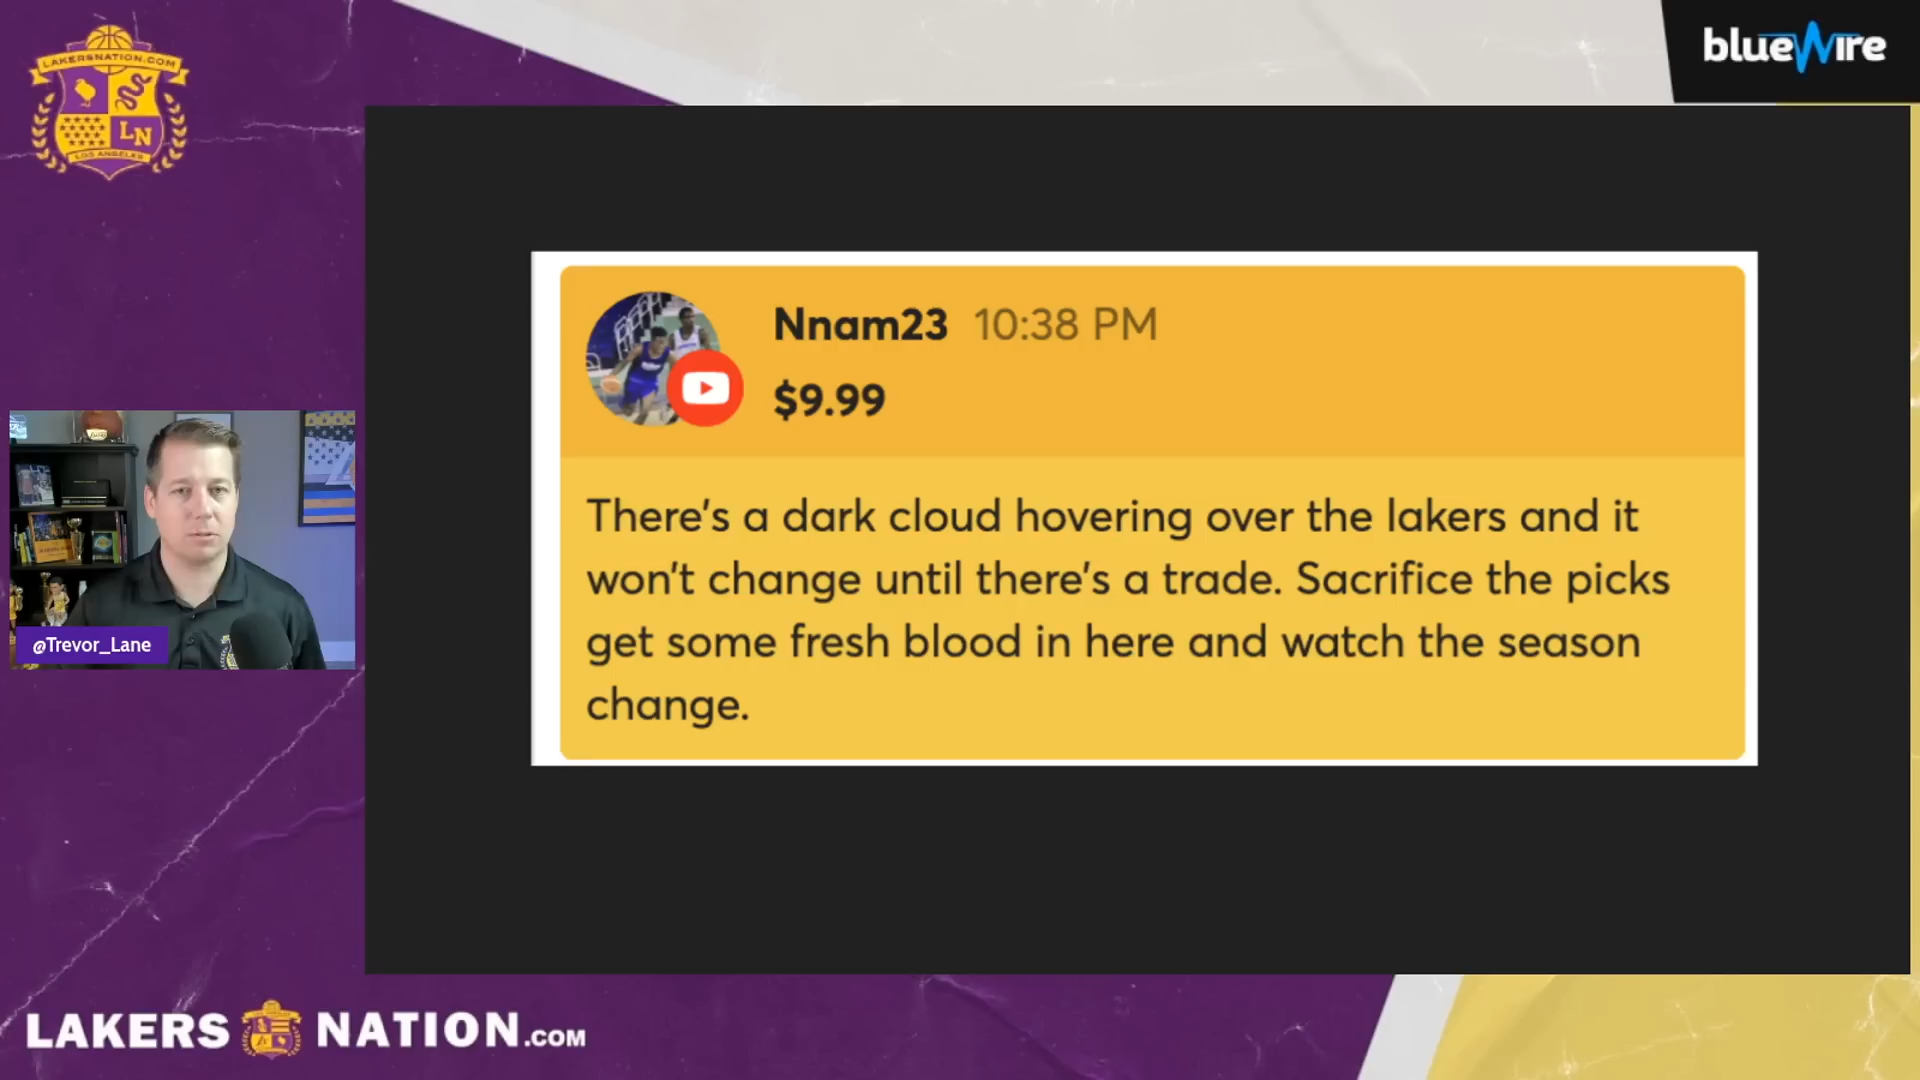 LAKERSNATION.COM
LN
LOS ANGELES
blueWire
Nnam23 10:38 PM
$9.99
There's a dark cloud hovering over the lakers and it
won't change until there's a trade. Sacrifice the picks
get some fresh blood in here and watch the season
change.
@Trevor_Lane
LAKERS NATION.COM